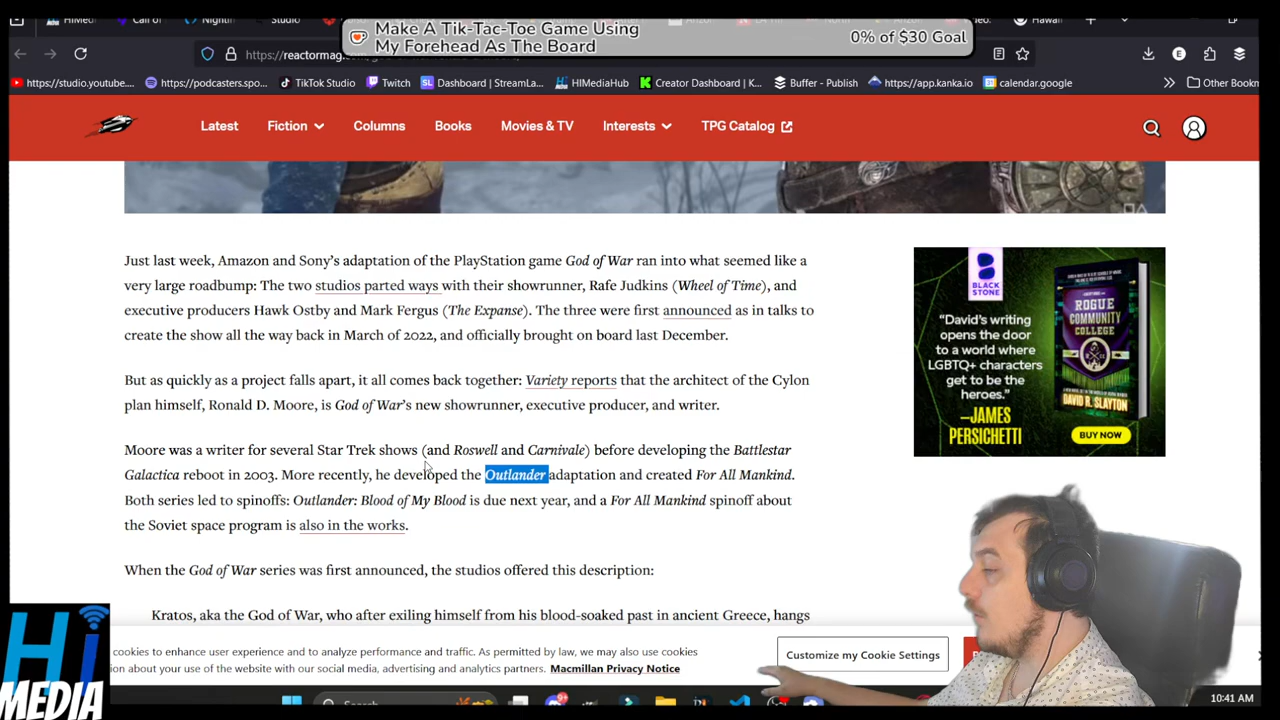 Call of
Studio
Make A Tik-Tac-Toe Game Using
My Forehead As The Board
0% of $30 Goal
Hawaii
https://reactormag.
https://studio.youtube....
https://podcasters.spo...
TikTok Studio
Twitch
Dashboard | StreamLa...
HIMediaHub
Creator Dashboard | K...
Buffer - Publish
https://app.kanka.io
calendar.google
Other Bookn
Latest
Fiction
Columns
Books
Movies & TV
Interests
TPG Catalog
Just last week, Amazon and Sony's adaptation of the PlayStation game God of War ran into what seemed like a
very large roadbump: The two studios parted ways with their showrunner, Rafe Judkins (Wheel of Time), and
executive producers Hawk Ostby and Mark Fergus (The Expanse). The three were first announced as in talks to
create the show all the way back in March of 2022, and officially brought on board last December.
But as quickly as a project falls apart, it all comes back together: Variety reports that the architect of the Cylon
plan himself, Ronald D. Moore, is God of War's new showrunner, executive producer, and writer.
Moore was a writer for several Star Trek shows (and Roswell and Carnivale) before developing the Battlestar
Galactica reboot in 2003. More recently, he developed the Outlander adaptation and created For All Mankind.
Both series led to spinoffs: Outlander: Blood of My Blood is due next year, and a For All Mankind spinoff about
the Soviet space program is also in the works.
When the God of War series was first announced, the studios offered this description:
Kratos, aka the God of War, who after exiling himself from his blood-soaked past in ancient Greece, hangs
BLACK
STONE
"David's writing
opens the door
to a world where
LGBTQ+ characters
get to be the
heroes."
—JAMES
PERSICHETTI
ROGUE
COMMUNITY
COLLEGE
DAVID R. SLAYTON
BUY NOW
cookies to enhance user experience and to analyze performance and traffic. As permitted by law, we may also use cookies
on about your use of the website with our social media, advertising and analytics partners. Macmillan Privacy Notice
Customize my Cookie Settings
Hi
MEDIA
Search
10:41 AM